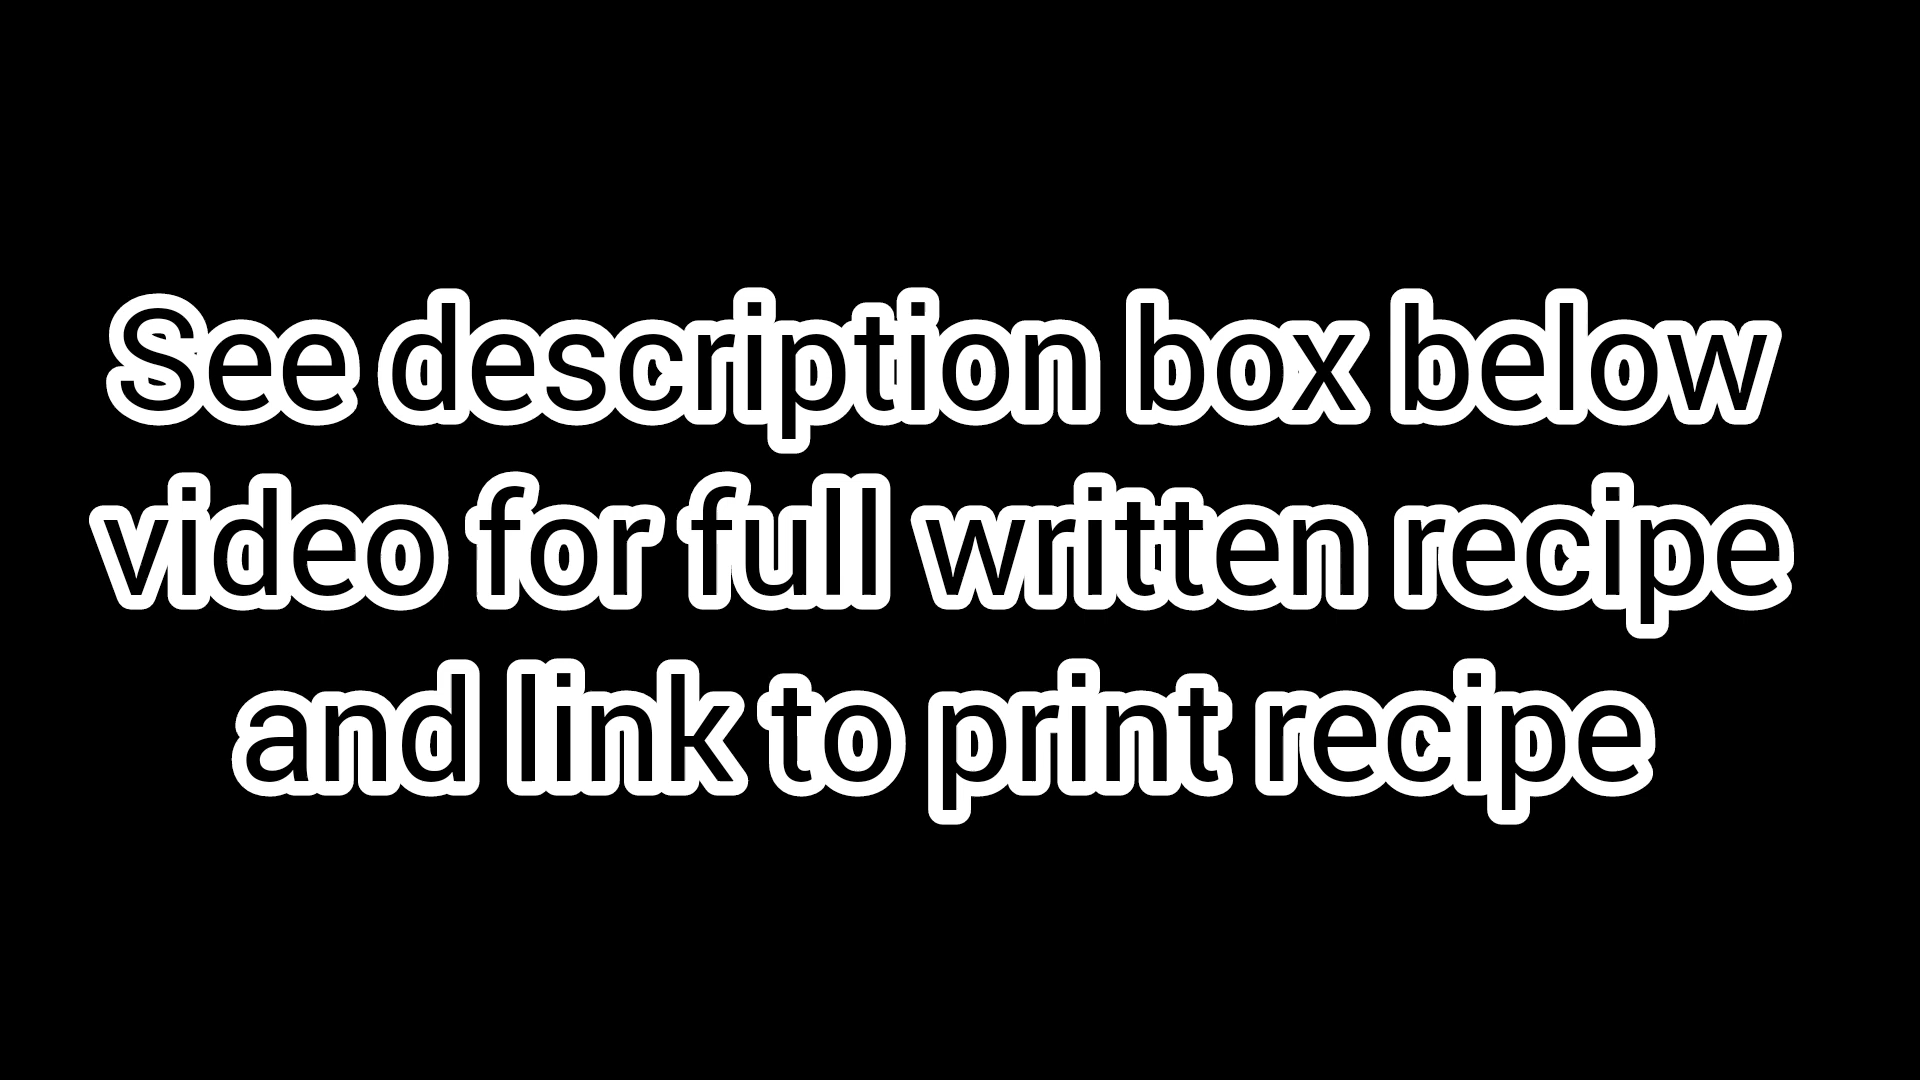 See description box below
video for full written recipe
and link to print recipe